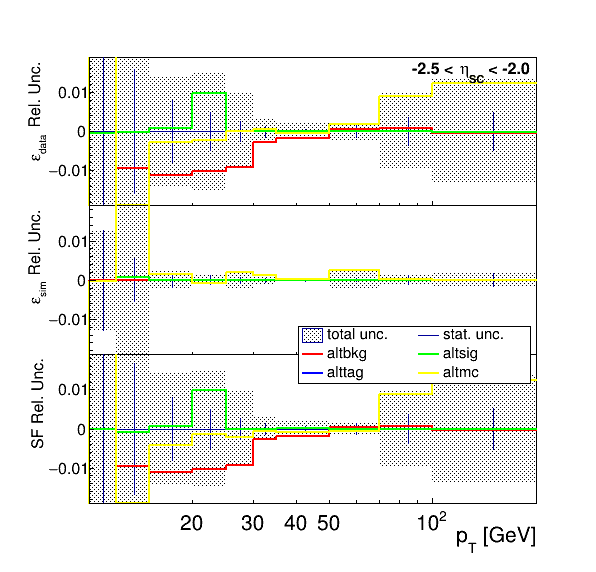 -2.5 < η_SC < -2.0
ε_data Rel. Unc.
0.01
0
−0.01
ε_sim Rel. Unc.
0.01
0
−0.01
total unc. stat. unc.
altbkg altsig
alttag altmc
SF Rel. Unc.
0.01
0
−0.01
20 30 40 50 10²
p_T [GeV]